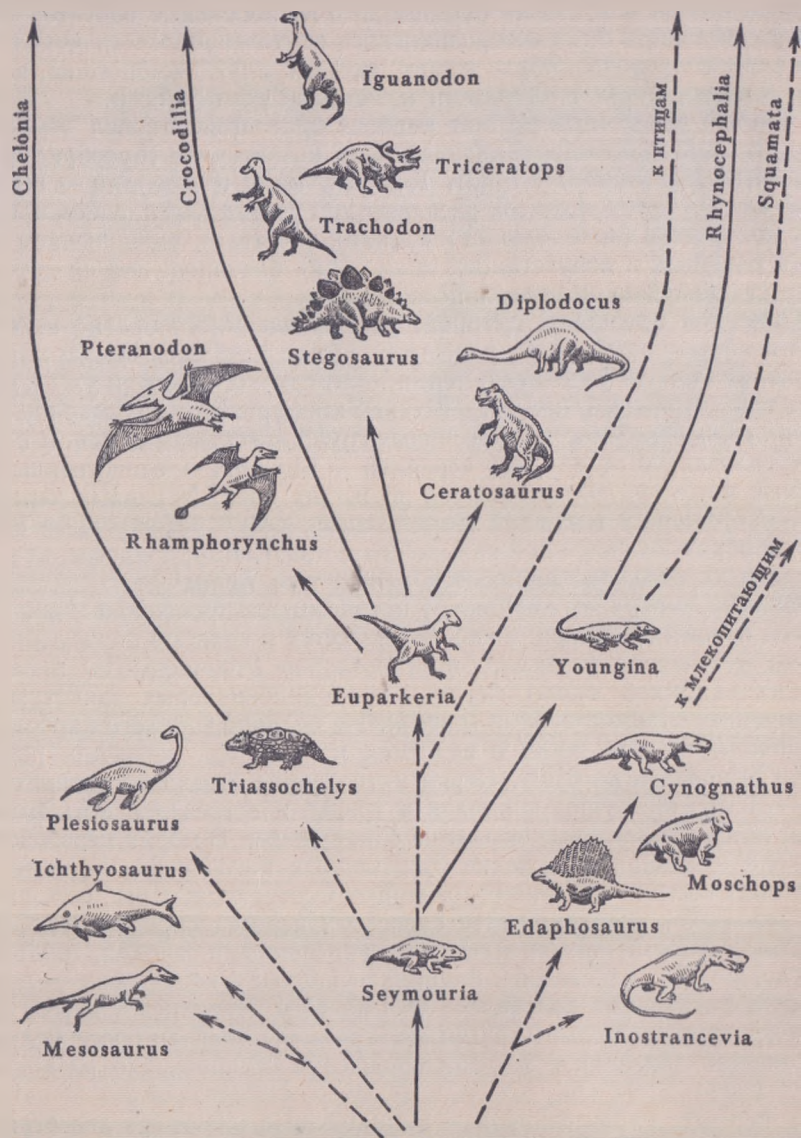 Iguanodon
Chelonia
Crocodilia
к птицам
Rhynocephalia
Squamata
Triceratops
Trachodon
Diplodocus
Stegosaurus
Pteranodon
Ceratosaurus
Rhamphorynchus
к млекопитающим
Youngina
Euparkeria
Triassochelys
Cynognathus
Plesiosaurus
Ichthyosaurus
Moschops
Edaphosaurus
Seymouria
Inostrancevia
Mesosaurus